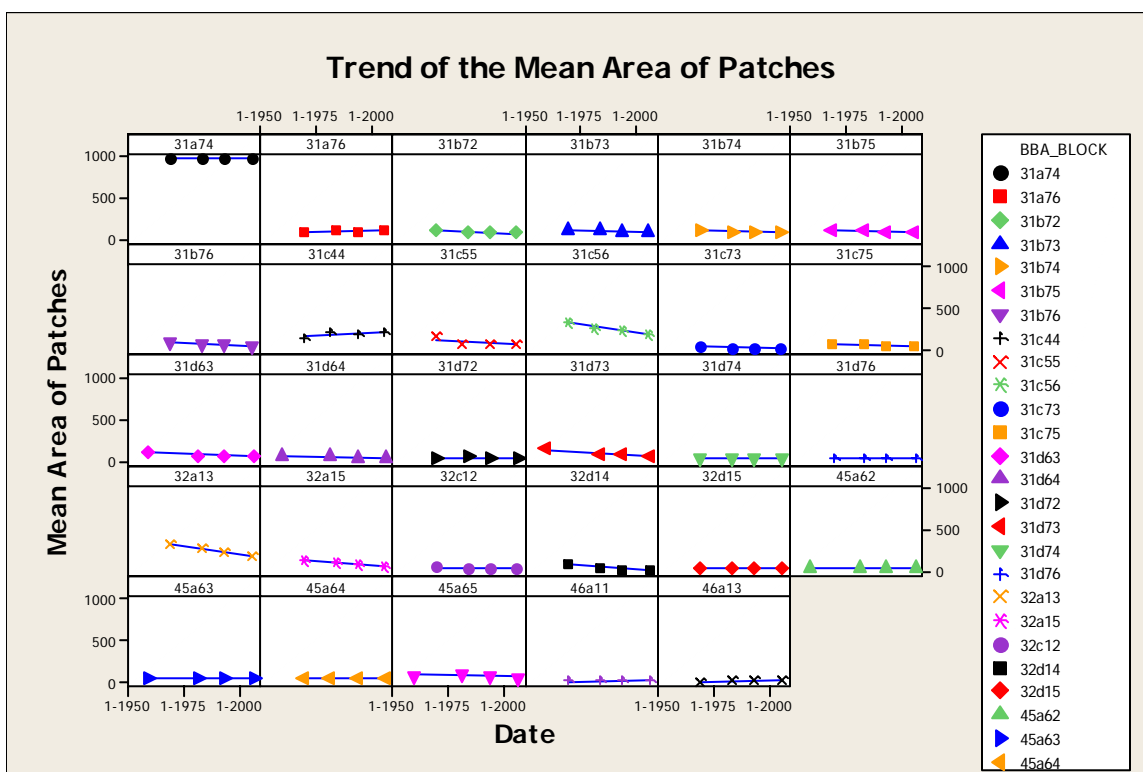 Trend of the Mean Area of Patches
1-1950 1-1975 1-2000 1-1950 1-1975 1-2000 1-1950 1-1975 1-2000
31a74 31a76 31b72 31b73 31b74 31b75
1000
500
0
31b76 31c44 31c55 31c56 31c73 31c75
1000
500
0
31d63 31d64 31d72 31d73 31d74 31d76
1000
500
0
32a13 32a15 32c12 32d14 32d15 45a62
1000
500
0
45a63 45a64 45a65 46a11 46a13
1000
500
0
1-1950 1-1975 1-2000 1-1950 1-1975 1-2000 1-1950 1-1975 1-2000
Mean Area of Patches
Date
BBA_BLOCK
31a74
31a76
31b72
31b73
31b74
31b75
31b76
31c44
31c55
31c56
31c73
31c75
31d63
31d64
31d72
31d73
31d74
31d76
32a13
32a15
32c12
32d14
32d15
45a62
45a63
45a64